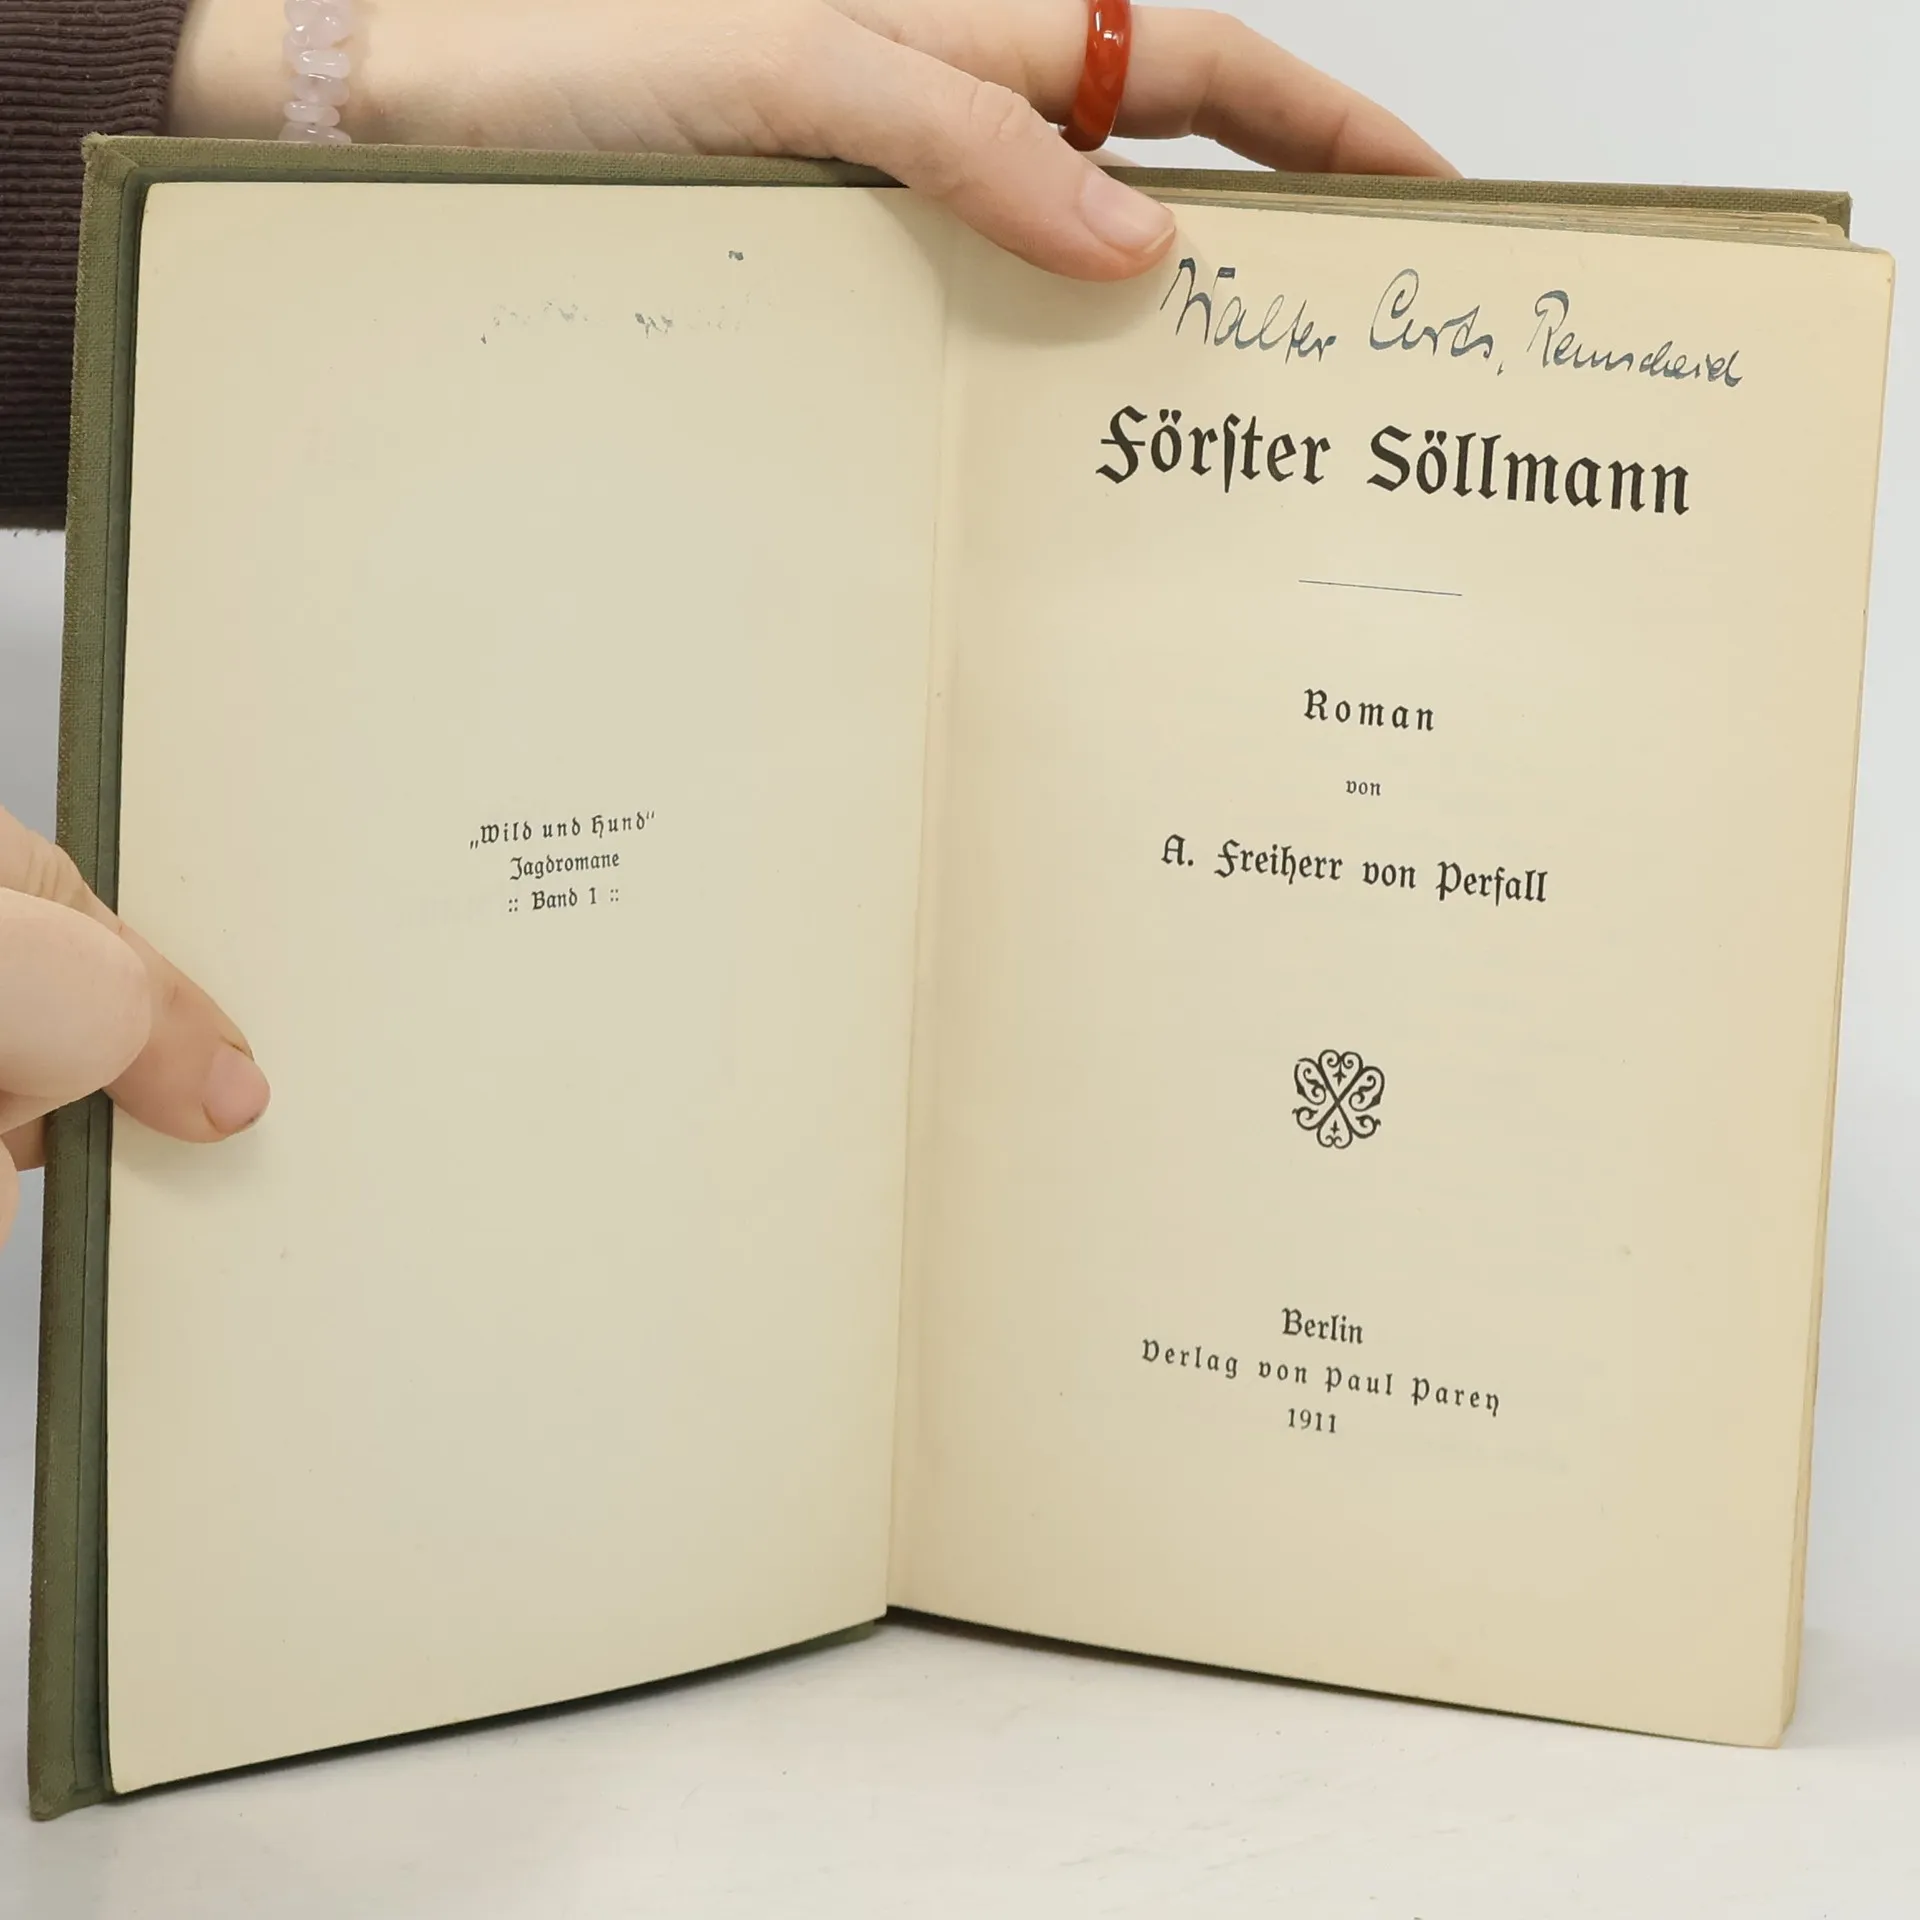 „Wild und Hund“
Jagdromane
:: Band 1 ::
Walter Cords, Remscheid
Förſter Söllmann
Roman
von
A. Freiherr von Perfall
Berlin
Verlag von Paul Parey
1911